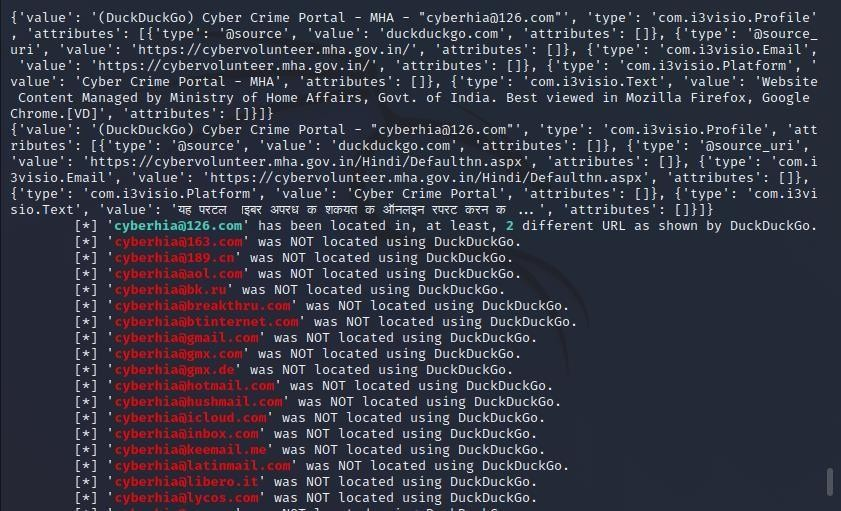 {'value': '(DuckDuckGo) Cyber Crime Portal - MHA - "cyberhia@126.com"', 'type': 'com.i3visio.Profile'
, 'attributes': [{'type': '@source', 'value': 'duckduckgo.com', 'attributes': []}, {'type': '@source_
uri', 'value': 'https://cybervolunteer.mha.gov.in/', 'attributes': []}, {'type': 'com.i3visio.Email',
'value': 'https://cybervolunteer.mha.gov.in/', 'attributes': []}, {'type': 'com.i3visio.Platform', '
value': 'Cyber Crime Portal - MHA', 'attributes': []}, {'type': 'com.i3visio.Text', 'value': 'Website
Content Managed by Ministry of Home Affairs, Govt. of India. Best viewed in Mozilla Firefox, Google
Chrome.[VD]', 'attributes': []}]}
{'value': '(DuckDuckGo) Cyber Crime Portal - "cyberhia@126.com"', 'type': 'com.i3visio.Profile', 'att
ributes': [{'type': '@source', 'value': 'duckduckgo.com', 'attributes': []}, {'type': '@source_uri',
'value': 'https://cybervolunteer.mha.gov.in/Hindi/Defaulthn.aspx', 'attributes': []}, {'type': 'com.i
3visio.Email', 'value': 'https://cybervolunteer.mha.gov.in/Hindi/Defaulthn.aspx', 'attributes': []},
{'type': 'com.i3visio.Platform', 'value': 'Cyber Crime Portal', 'attributes': []}, {'type': 'com.i3vi
sio.Text', 'value': 'यह परटल ाइबर अपरध क शकयत क ऑनलइन रपरट करन क ... ', 'attributes': []}]}
[*] 'cyberhia@126.com' has been located in, at least, 2 different URL as shown by DuckDuckGo.
[*] 'cyberhia@163.com' was NOT located using DuckDuckGo.
[*] 'cyberhia@189.cn' was NOT located using DuckDuckGo.
[*] 'cyberhia@aol.com' was NOT located using DuckDuckGo.
[*] 'cyberhia@bk.ru' was NOT located using DuckDuckGo.
[*] 'cyberhia@breakthru.com' was NOT located using DuckDuckGo.
[*] 'cyberhia@btinternet.com' was NOT located using DuckDuckGo.
[*] 'cyberhia@gmail.com' was NOT located using DuckDuckGo.
[*] 'cyberhia@gmx.com' was NOT located using DuckDuckGo.
[*] 'cyberhia@gmx.de' was NOT located using DuckDuckGo.
[*] 'cyberhia@hotmail.com' was NOT located using DuckDuckGo.
[*] 'cyberhia@hushmail.com' was NOT located using DuckDuckGo.
[*] 'cyberhia@icloud.com' was NOT located using DuckDuckGo.
[*] 'cyberhia@inbox.com' was NOT located using DuckDuckGo.
[*] 'cyberhia@keemail.me' was NOT located using DuckDuckGo.
[*] 'cyberhia@latinmail.com' was NOT located using DuckDuckGo.
[*] 'cyberhia@libero.it' was NOT located using DuckDuckGo.
[*] 'cyberhia@lycos.com' was NOT located using DuckDuckGo.